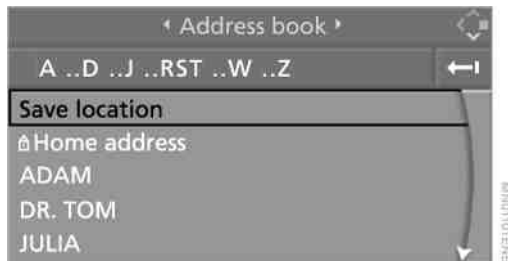 Address book
A ..D ..J ..RST ..W ..Z
Save location
Home address
ADAM
DR. TOM
JULIA